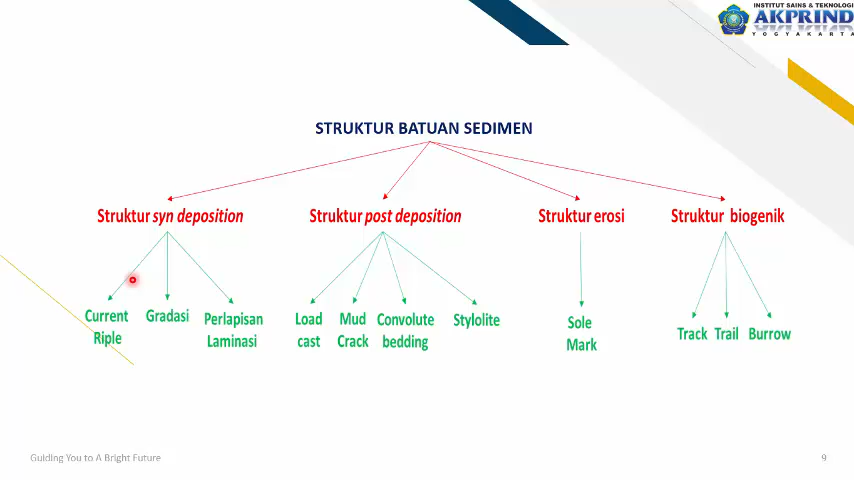 INSTITUT SAINS & TEKNOLOGI
AKPRIND
YOGYAKARTA
STRUKTUR BATUAN SEDIMEN
Struktur syn deposition
Struktur post deposition
Struktur erosi
Struktur biogenik
Current
Riple
Gradasi
Perlapisan
Laminasi
Load
cast
Mud
Crack
Convolute
bedding
Stylolite
Sole
Mark
Track
Trail
Burrow
Guiding You to A Bright Future
9